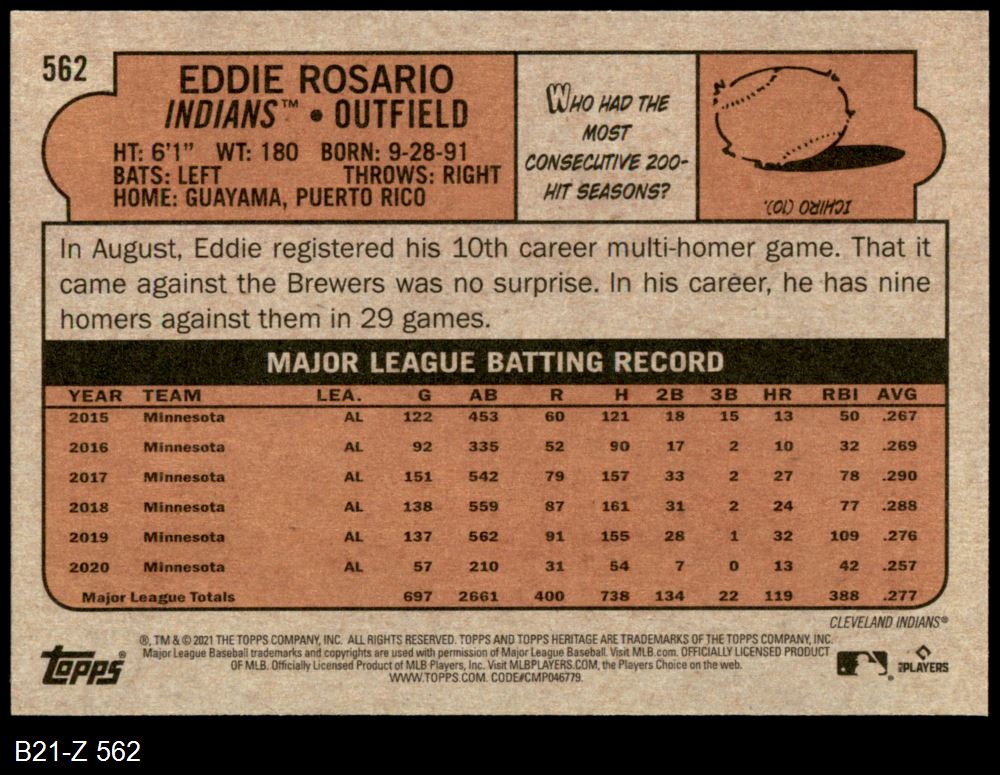 562
EDDIE ROSARIO
INDIANS™ • OUTFIELD
HT: 6'1" WT: 180 BORN: 9-28-91
BATS: LEFT THROWS: RIGHT
HOME: GUAYAMA, PUERTO RICO
WHO HAD THE
MOST
CONSECUTIVE 200-
HIT SEASONS?
ICHIRO (10).
In August, Eddie registered his 10th career multi-homer game. That it
came against the Brewers was no surprise. In his career, he has nine
homers against them in 29 games.
MAJOR LEAGUE BATTING RECORD
YEAR TEAM LEA. G AB R H 2B 3B HR RBI AVG
2015 Minnesota AL 122 453 60 121 18 15 13 50 .267
2016 Minnesota AL 92 335 52 90 17 2 10 32 .269
2017 Minnesota AL 151 542 79 157 33 2 27 78 .290
2018 Minnesota AL 138 559 87 161 31 2 24 77 .288
2019 Minnesota AL 137 562 91 155 28 1 32 109 .276
2020 Minnesota AL 57 210 31 54 7 0 13 42 .257
Major League Totals 697 2661 400 738 134 22 119 388 .277
CLEVELAND INDIANS®
®, TM & © 2021 THE TOPPS COMPANY, INC. ALL RIGHTS RESERVED. TOPPS AND TOPPS HERITAGE ARE TRADEMARKS OF THE TOPPS COMPANY, INC.
Major League Baseball trademarks and copyrights are used with permission of Major League Baseball. Visit MLB.com. OFFICIALLY LICENSED PRODUCT
OF MLB. Officially Licensed Product of MLB Players, Inc. Visit MLBPLAYERS.COM, the Players Choice on the web.
WWW.TOPPS.COM. CODE#CMP046779.
Topps®
PLAYERS
B21-Z 562